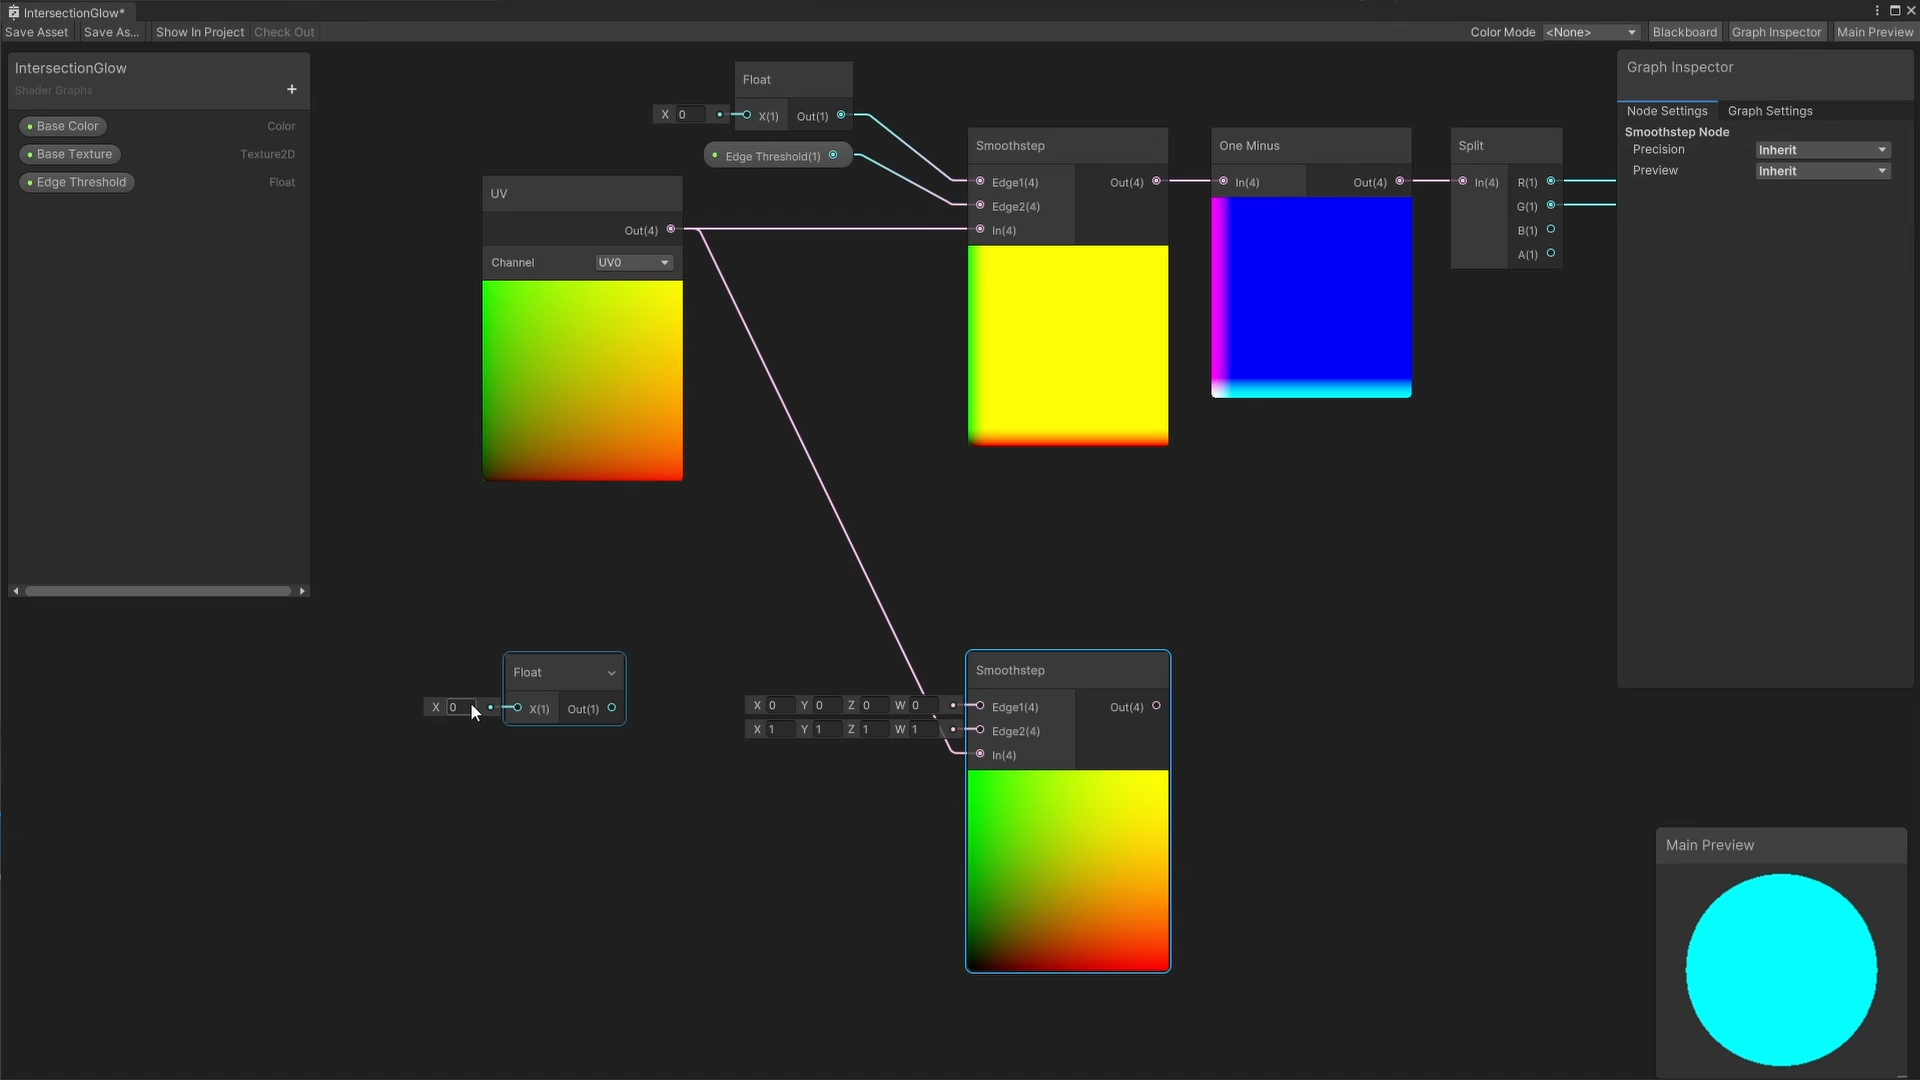 IntersectionGlow*
Save Asset Save As... Show In Project Check Out Color Mode <None> Blackboard Graph Inspector Main Preview
IntersectionGlow
Shader Graphs
+
Base Color Color
Base Texture Texture2D
Edge Threshold Float
Float
X 0 X(1) Out(1)
Edge Threshold(1)
UV
Out(4)
Channel UV0
Smoothstep
Edge1(4) Out(4)
Edge2(4)
In(4)
One Minus
In(4) Out(4)
Split
In(4) R(1)
G(1)
B(1)
A(1)
Graph Inspector
Node Settings Graph Settings
Smoothstep Node
Precision Inherit
Preview Inherit
Float
X 0 X(1) Out(1)
Smoothstep
X 0 Y 0 Z 0 W 0 Edge1(4) Out(4)
X 1 Y 1 Z 1 W 1 Edge2(4)
In(4)
Main Preview